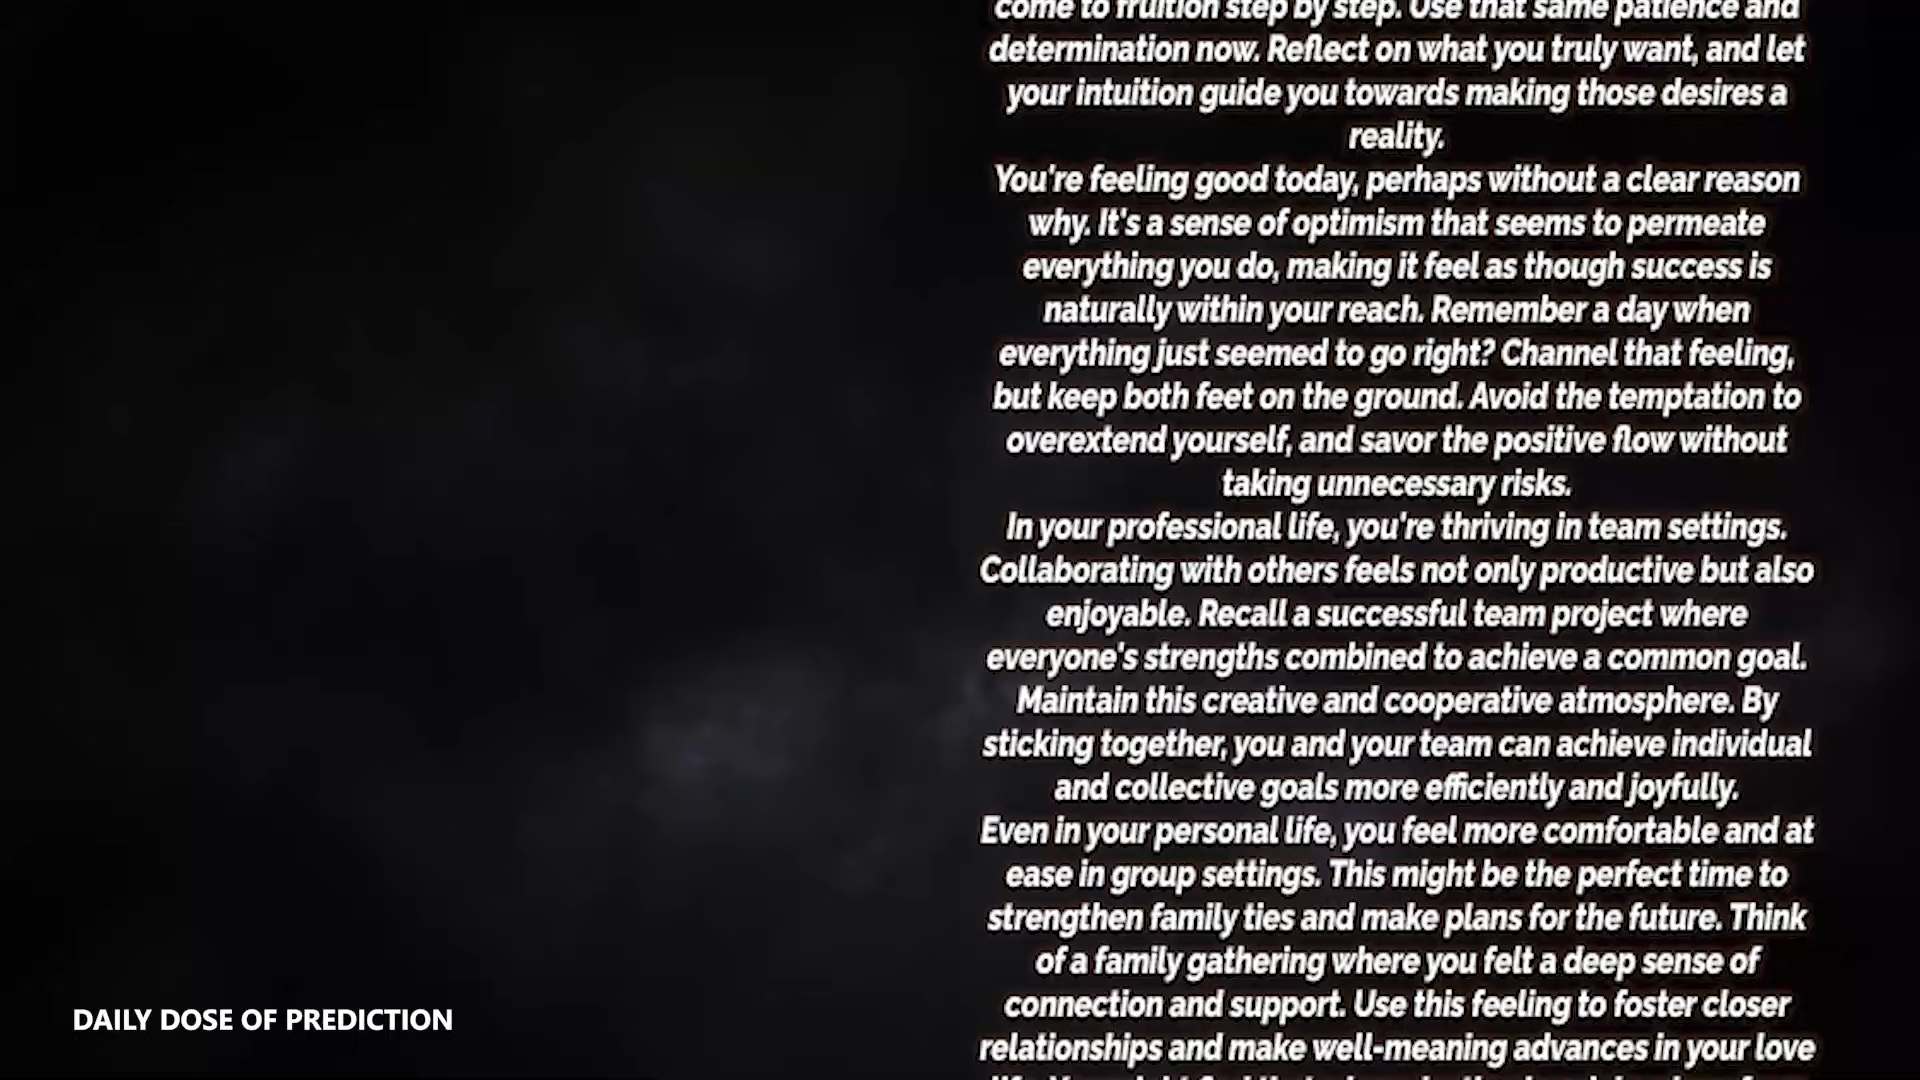 come to fruition step by step. Use that same patience and
determination now. Reflect on what you truly want, and let
your intuition guide you towards making those desires a
reality.
You're feeling good today, perhaps without a clear reason
why. It's a sense of optimism that seems to permeate
everything you do, making it feel as though success is
naturally within your reach. Remember a day when
everything just seemed to go right? Channel that feeling,
but keep both feet on the ground. Avoid the temptation to
overextend yourself, and savor the positive flow without
taking unnecessary risks.
In your professional life, you're thriving in team settings.
Collaborating with others feels not only productive but also
enjoyable. Recall a successful team project where
everyone's strengths combined to achieve a common goal.
Maintain this creative and cooperative atmosphere. By
sticking together, you and your team can achieve individual
and collective goals more efficiently and joyfully.
Even in your personal life, you feel more comfortable and at
ease in group settings. This might be the perfect time to
strengthen family ties and make plans for the future. Think
of a family gathering where you felt a deep sense of
connection and support. Use this feeling to foster closer
relationships and make well-meaning advances in your love
DAILY DOSE OF PREDICTION